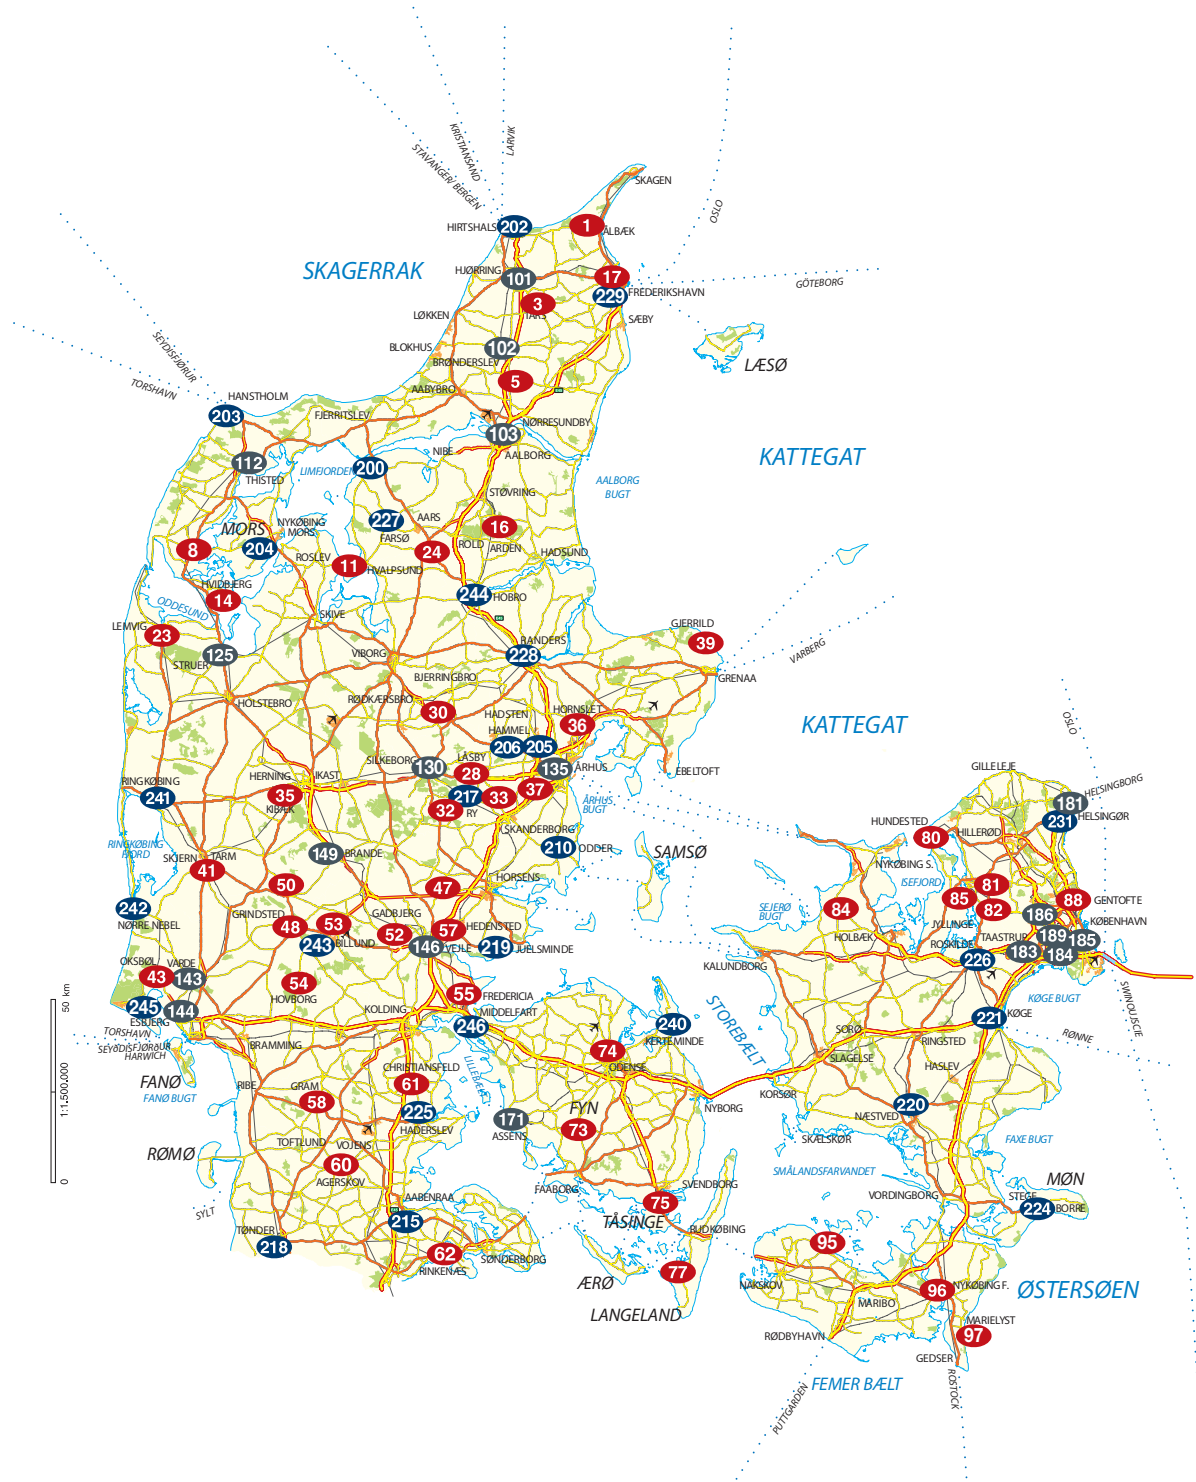 KRISTIANSAND
STAVANGER/ BERGEN
LARVIK
OSLO
SKAGEN
HIRTSHALS
202
1
ÅLBÆK
SKAGERRAK
HJØRRING
101
17
GÖTEBORG
229
FREDERIKSHAVN
3
TÅRS
LØKKEN
SÆBY
SEYDISFJØRUR
BLOKHUS
102
BRØNDERSLEV
LÆSØ
TORSHAVN
5
AABYBRO
HANSTHOLM
203
FJERRITSLEV
NØRRESUNDBY
103
NIBE
AALBORG
KATTEGAT
112
THISTED
LIMFJORDEN
200
AALBORG
BUGT
STØVRING
MORS
NYKØBING
MORS
227
AARS
16
FARSØ
204
8
ROSLEV
11
HVALPSUND
24
ROLD
ARDEN
HADSUND
HVIDBJERG
14
244
HOBRO
ODDESUND
SKIVE
LEMVIG
23
GJERRILD
39
STRUER
125
VIBORG
RANDERS
228
VARBERG
BJERRINGBRO
GRENAA
HOLSTEBRO
RØDKÆRSBRO
30
HADSTEN
HORNSLET
36
KATTEGAT
OSLO
HAMMEL
206
205
SILKEBORG
130
LÅSBY
28
135
ÅRHUS
EBELTOFT
GILLELEJE
HERNING
IKAST
HELSINGBORG
RINGKØBING
241
35
KIBÆK
217
33
37
32
RY
ÅRHUS
BUGT
181
231
HELSINGØR
HUNDESTED
80
HILLERØD
SKANDERBORG
RINGKØBING
FJORD
149
BRANDE
210
ODDER
SAMSØ
SKJERN
TARM
41
NYKØBING S.
ISEFJORD
81
50
47
HORSENS
85
82
88
GENTOFTE
242
NØRRE NEBEL
GRINDSTED
48
53
GADBJERG
HEDENSTED
57
52
SEJERØ
BUGT
84
186
KØBENHAVN
JYLLINGE
HOLBÆK
243
BILLUND
146
VEJLE
219
JUELSMINDE
ROSKILDE
TAASTRUP
189
185
183
184
226
OKSBØL
VARDE
43
143
KALUNDBORG
54
HOVBORG
55
FREDERICIA
KØGE BUGT
SWINOUJSCIE
245
144
ESBJERG
KOLDING
MIDDELFART
246
STOREBÆLT
221
KØGE
240
KERTEMINDE
TORSHAVN
SEYÐDISFJØRÐUR
HARWICH
BRAMMING
SORØ
RINGSTED
RØNNE
74
ODENSE
SLAGELSE
HASLEV
LILLEBÆLT
CHRISTIANSFELD
FANØ
FANØ BUGT
RIBE
GRAM
61
58
KORSØR
NYBORG
225
HADERSLEV
171
ASSENS
FYN
73
NÆSTVED
220
TOFTLUND
VOJENS
SKÆLSKØR
FAXE BUGT
RØMØ
60
AGERSKOV
SMÅLANDSFARVANDET
FAABORG
SVENDBORG
MØN
AABENRAA
75
VORDINGBORG
STEGE
224
BORRE
SYLT
215
TÅSINGE
TØNDER
218
RUDKØBING
95
62
SØNDERBORG
RINKENÆS
77
ÆRØ
NAKSKOV
96
NYKØBING F.
ØSTERSØEN
LANGELAND
MARIBO
MARIELYST
97
RØDBYHAVN
GEDSER
FEMER BÆLT
PUTTGARDEN
ROSTOCK
50 km
1:1.500.000
0